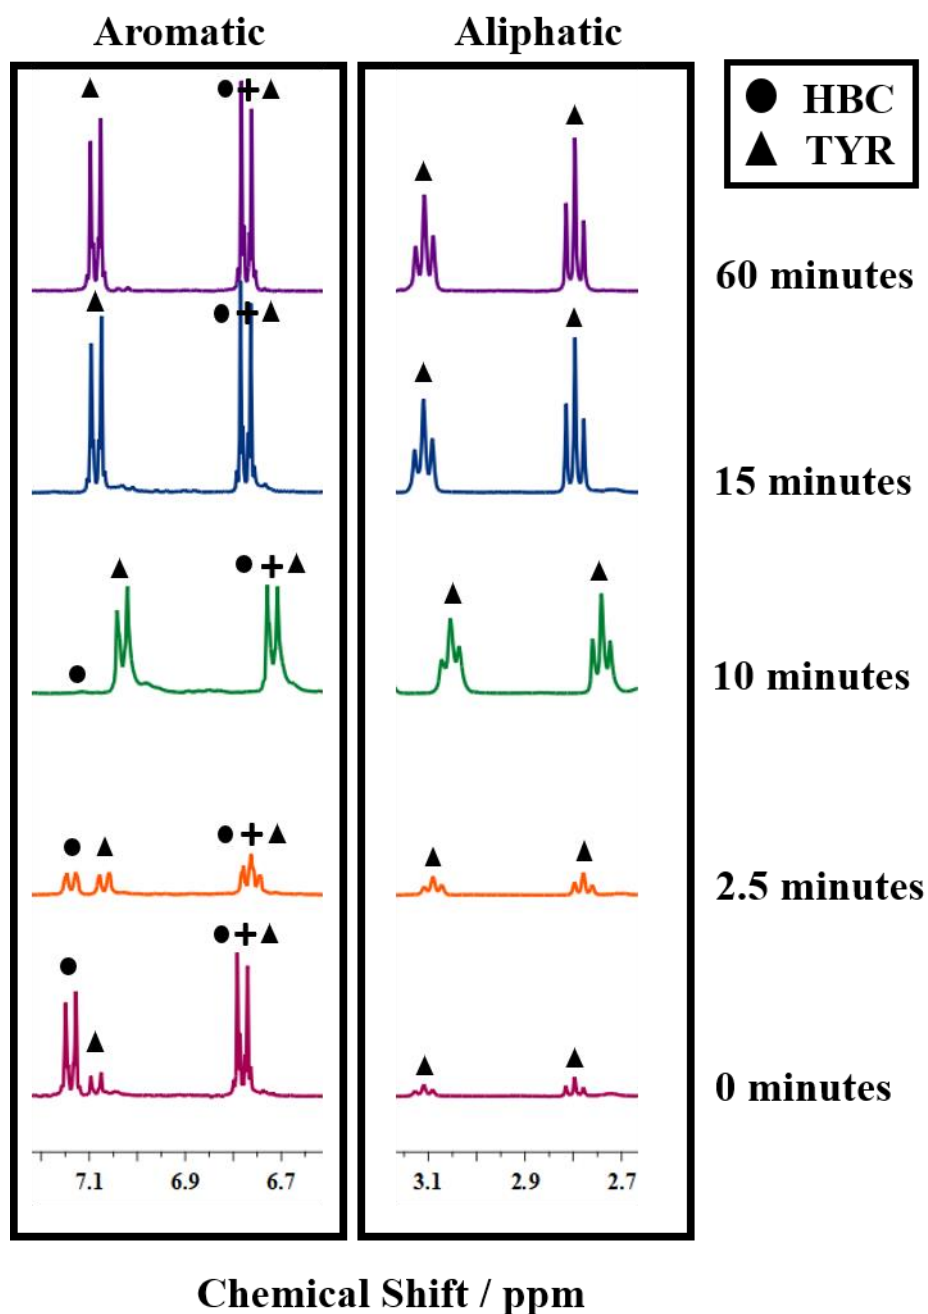 Aromatic
Aliphatic
HBC
TYR
+
60 minutes
+
15 minutes
+
10 minutes
+
2.5 minutes
+
0 minutes
7.1 6.9 6.7
3.1 2.9 2.7
Chemical Shift / ppm